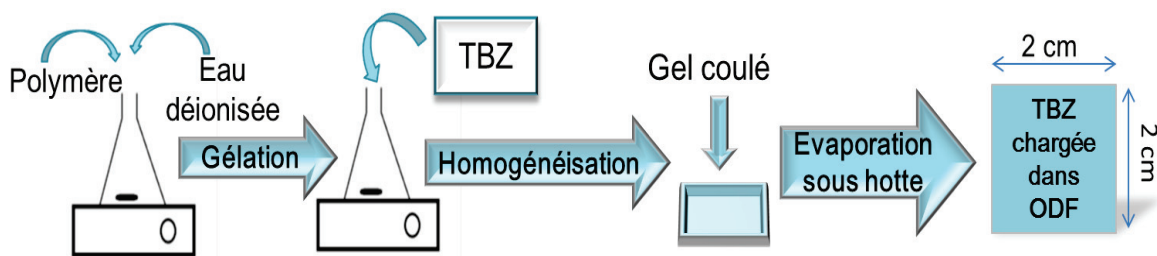 Polymère
Eau
déionisée
Gélation
TBZ
Homogénéisation
Gel coulé
Evaporation
sous hotte
2 cm
TBZ
chargée
dans
ODF
2 cm